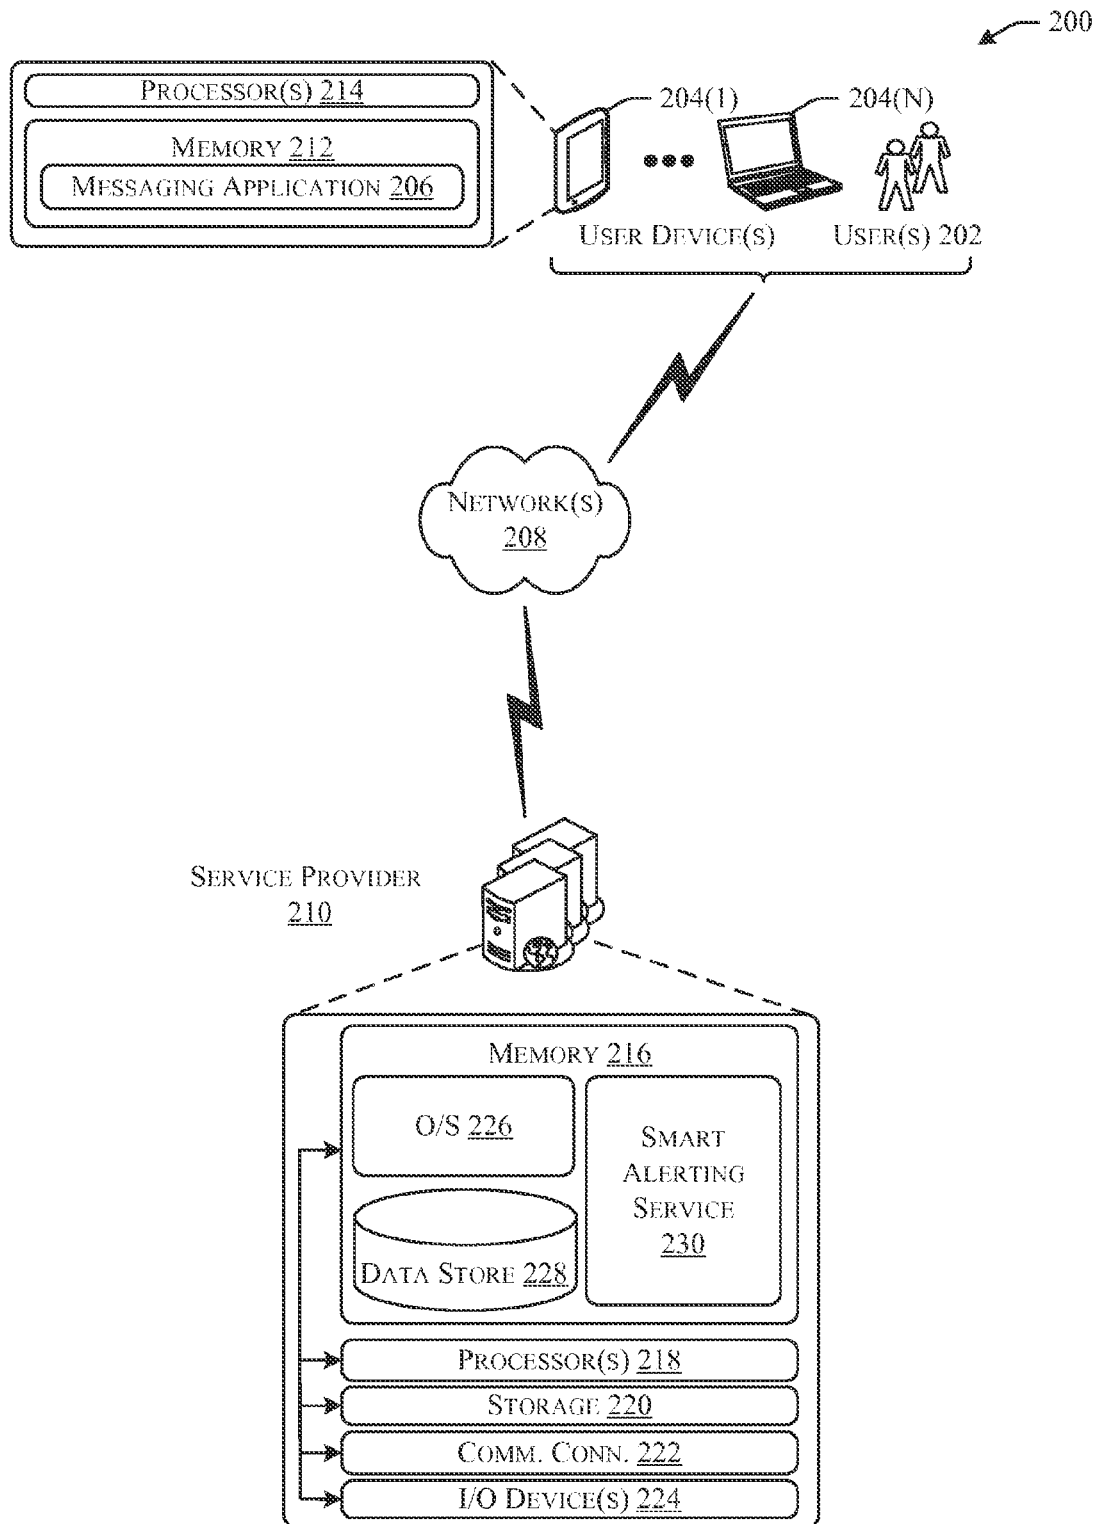 200
PROCESSOR(S) 214
MEMORY 212
MESSAGING APPLICATION 206
204(1)
204(N)
USER DEVICE(S)
USER(S) 202
NETWORK(S)
208
SERVICE PROVIDER
210
MEMORY 216
O/S 226
DATA STORE 228
SMART
ALERTING
SERVICE
230
PROCESSOR(S) 218
STORAGE 220
COMM. CONN. 222
I/O DEVICE(S) 224